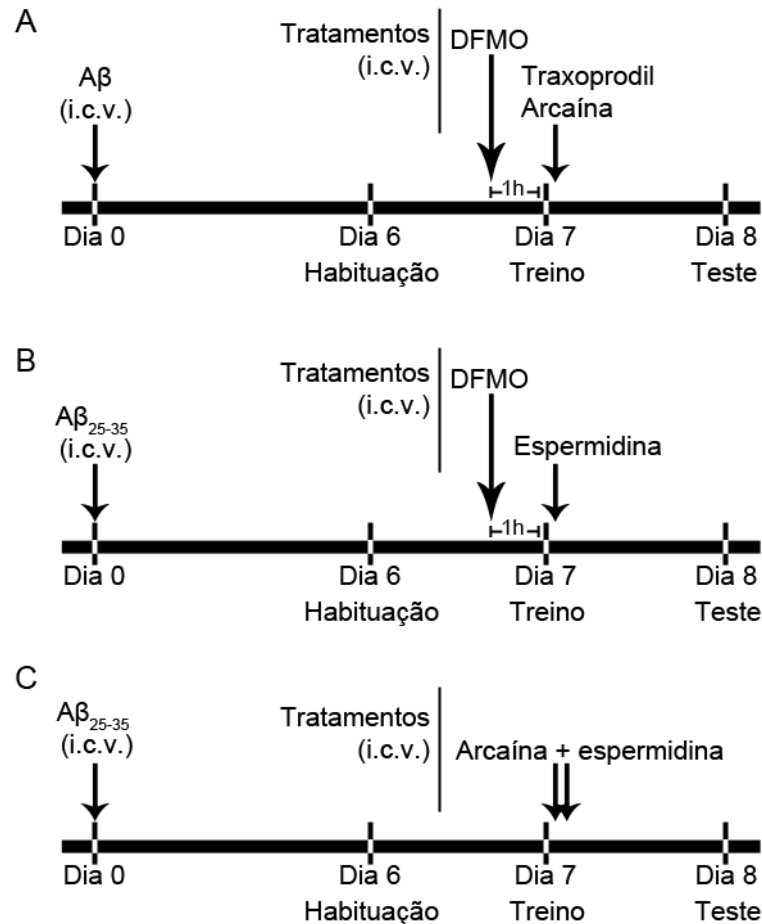 A
Aβ
(i.c.v.)
Tratamentos
(i.c.v.)
DFMO
Traxoprodil
Arcaína
1h
Dia 0
Dia 6
Dia 7
Dia 8
Habituação
Treino
Teste
B
Aβ25-35
(i.c.v.)
Tratamentos
(i.c.v.)
DFMO
Espermidina
1h
Dia 0
Dia 6
Dia 7
Dia 8
Habituação
Treino
Teste
C
Aβ25-35
(i.c.v.)
Tratamentos
(i.c.v.)
Arcaína + espermidina
Dia 0
Dia 6
Dia 7
Dia 8
Habituação
Treino
Teste